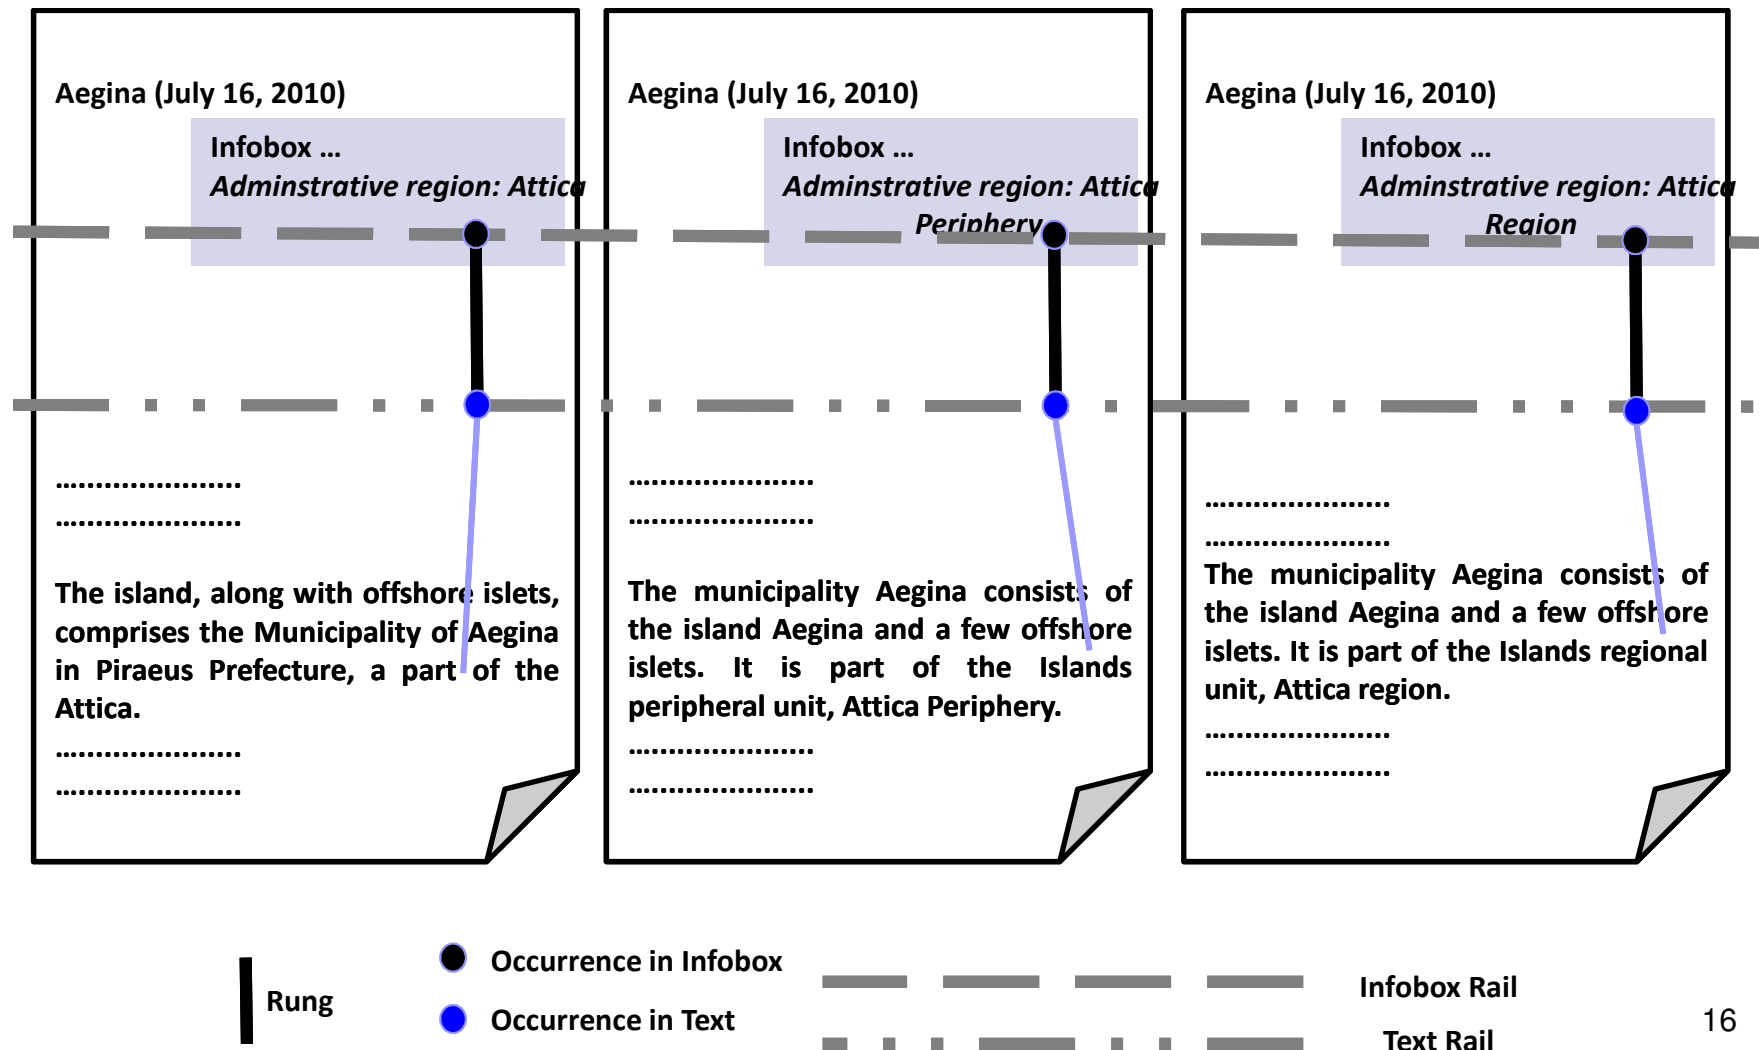 Aegina (July 16, 2010)
Infobox …
Adminstrative region: Attica
......................
......................
The island, along with offshore islets,
comprises the Municipality of Aegina
in Piraeus Prefecture, a part of the
Attica.
......................
......................
Aegina (July 16, 2010)
Infobox …
Adminstrative region: Attica
Periphery
......................
......................
The municipality Aegina consists of
the island Aegina and a few offshore
islets. It is part of the Islands
peripheral unit, Attica Periphery.
......................
......................
Aegina (July 16, 2010)
Infobox …
Adminstrative region: Attica
Region
......................
......................
The municipality Aegina consists of
the island Aegina and a few offshore
islets. It is part of the Islands regional
unit, Attica region.
......................
......................
Rung
Occurrence in Infobox
Occurrence in Text
Infobox Rail
Text Rail
16